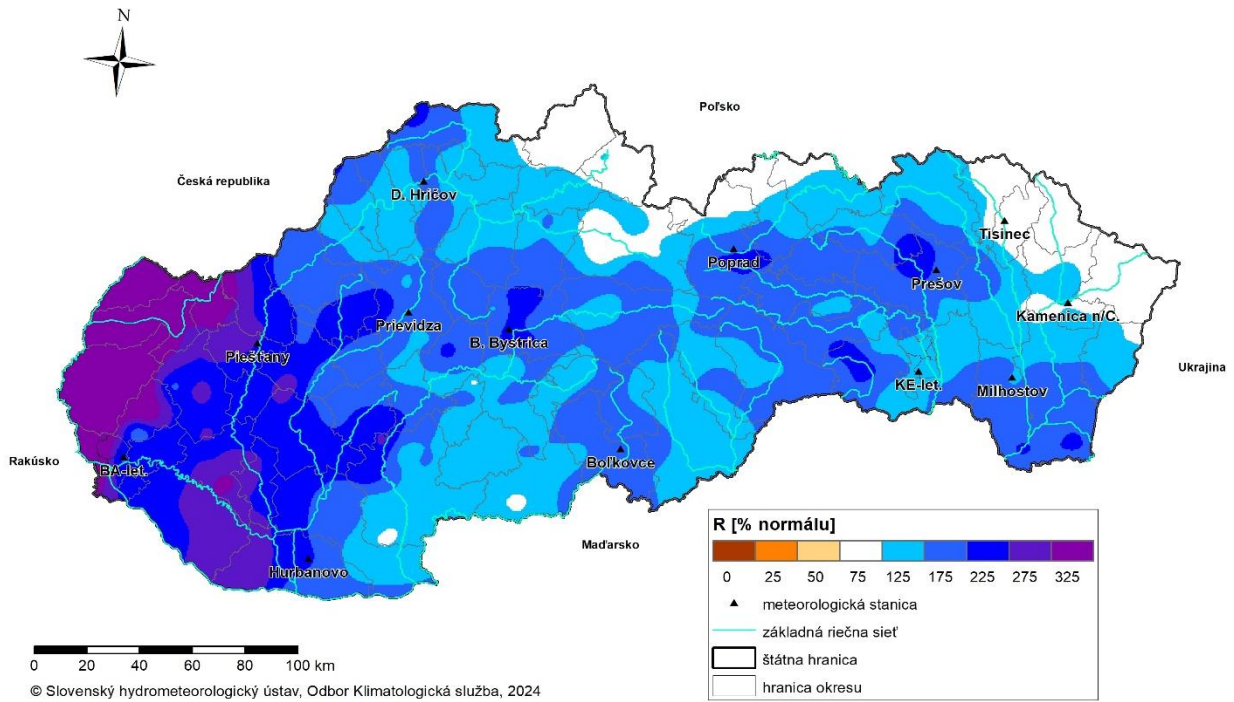 N
Poľsko
Česká republika
D. Hričov
Tisinec
Poprad
Prešov
Kamenica n/C.
Prievidza
B. Bystrica
Piešťany
Ukrajina
KE-let.
Milhostov
Rakúsko
BA-let.
Boľkovce
Maďarsko
Hurbanovo
R [% normálu]
0 25 50 75 125 175 225 275 325
meteorologická stanica
základná riečna sieť
štátna hranica
hranica okresu
0 20 40 60 80 100 km
© Slovenský hydrometeorologický ústav, Odbor Klimatologická služba, 2024